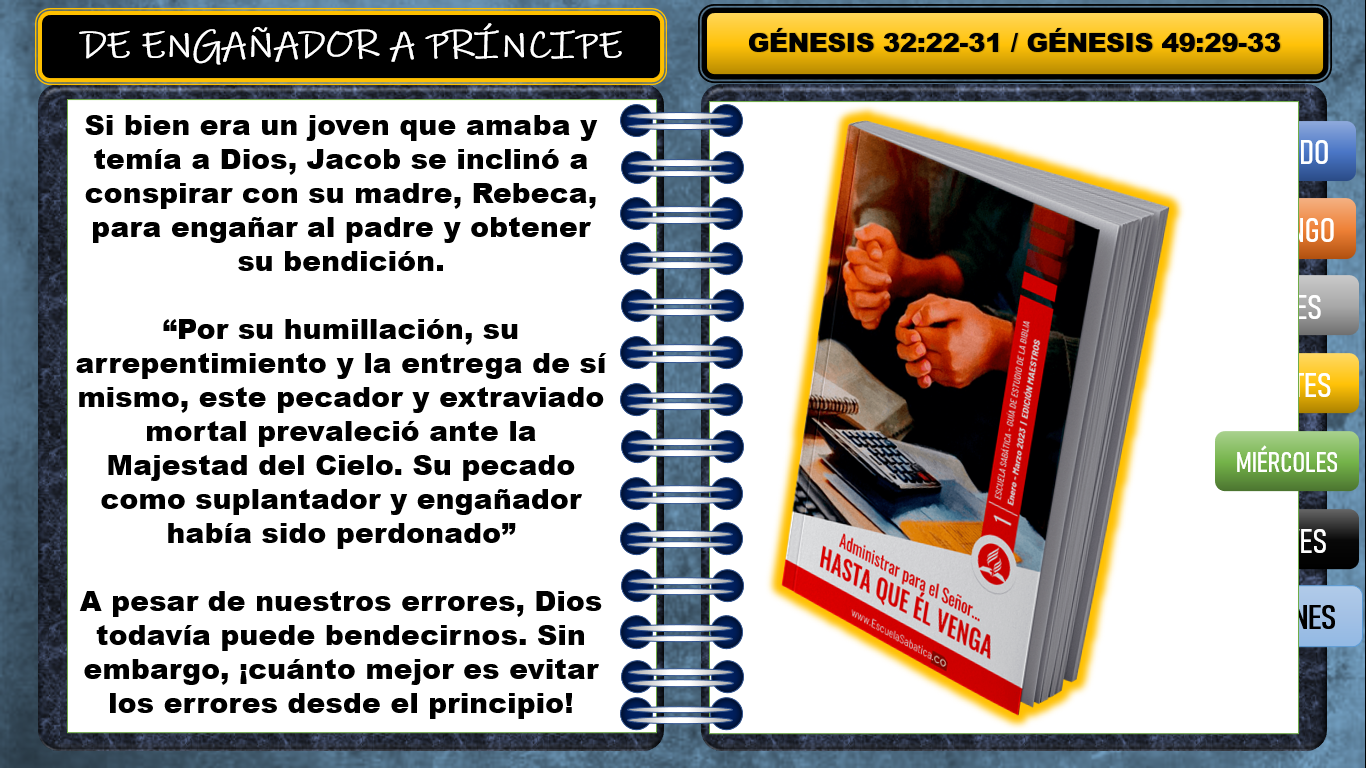 DE ENGAÑADOR A PRÍNCIPE
GÉNESIS 32:22-31 / GÉNESIS 49:29-33
Si bien era un joven que amaba y
temía a Dios, Jacob se inclinó a
conspirar con su madre, Rebeca,
para engañar al padre y obtener
su bendición.
“Por su humillación, su
arrepentimiento y la entrega de sí
mismo, este pecador y extraviado
mortal prevaleció ante la
Majestad del Cielo. Su pecado
como suplantador y engañador
había sido perdonado”
A pesar de nuestros errores, Dios
todavía puede bendecirnos. Sin
embargo, ¡cuánto mejor es evitar
los errores desde el principio!
1
ESCUELA SABÁTICA - GUÍA DE ESTUDIO DE LA BIBLIA
Enero - Marzo 2023 | EDICIÓN MAESTROS
Administrar para el Señor...
HASTA QUE ÉL VENGA
www.EscuelaSabatica.co
DO
NGO
ES
TES
MIÉRCOLES
ES
NES